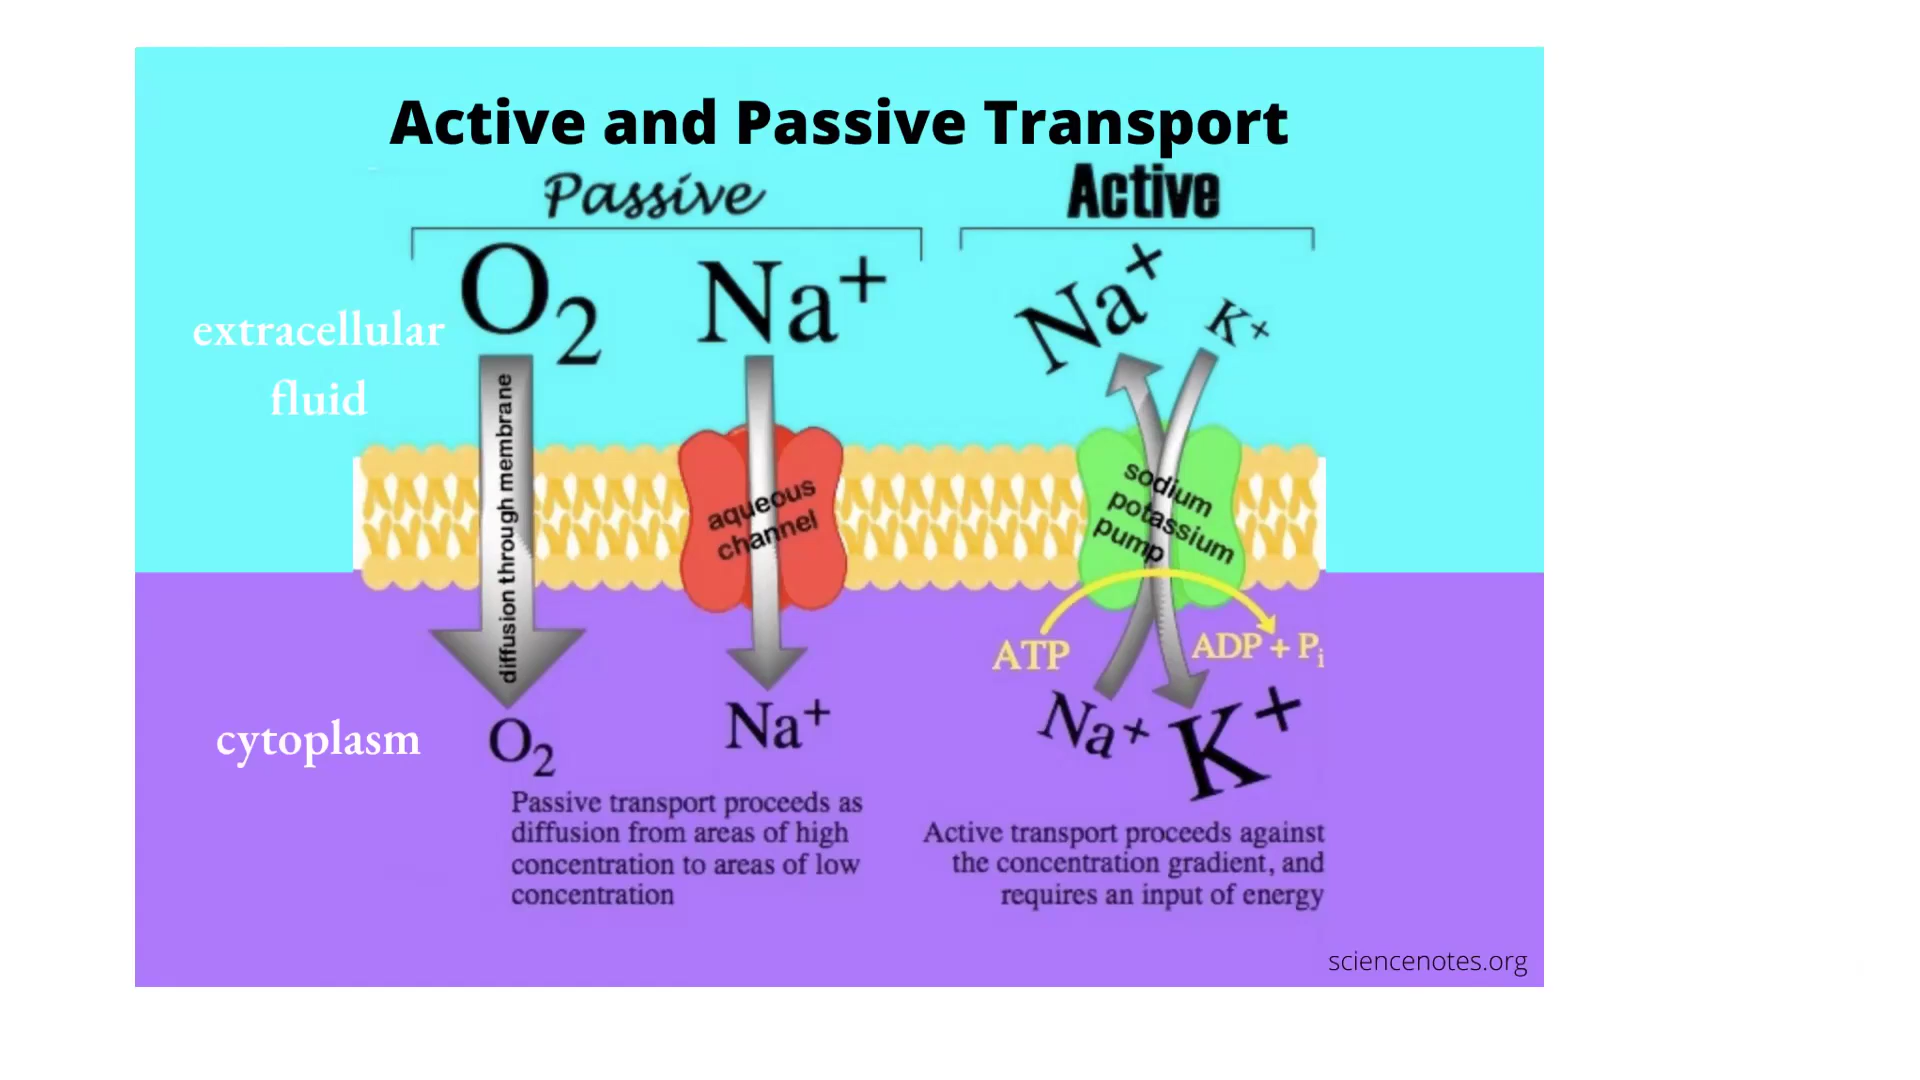 Active and Passive Transport
Passive
Active
O₂
Na⁺
Na⁺
K⁺
extracellular
fluid
diffusion through membrane
aqueous
channel
sodium
potassium
pump
ATP
ADP + Pᵢ
cytoplasm
O₂
Na⁺
Na⁺
K⁺
Passive transport proceeds as
diffusion from areas of high
concentration to areas of low
concentration
Active transport proceeds against
the concentration gradient, and
requires an input of energy
sciencenotes.org